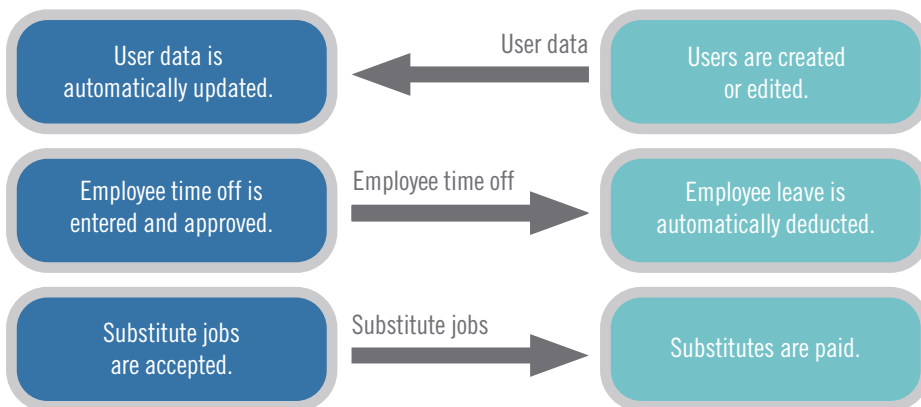 User data is
automatically updated.
User data
Users are created
or edited.
Employee time off is
entered and approved.
Employee time off
Employee leave is
automatically deducted.
Substitute jobs
are accepted.
Substitute jobs
Substitutes are paid.